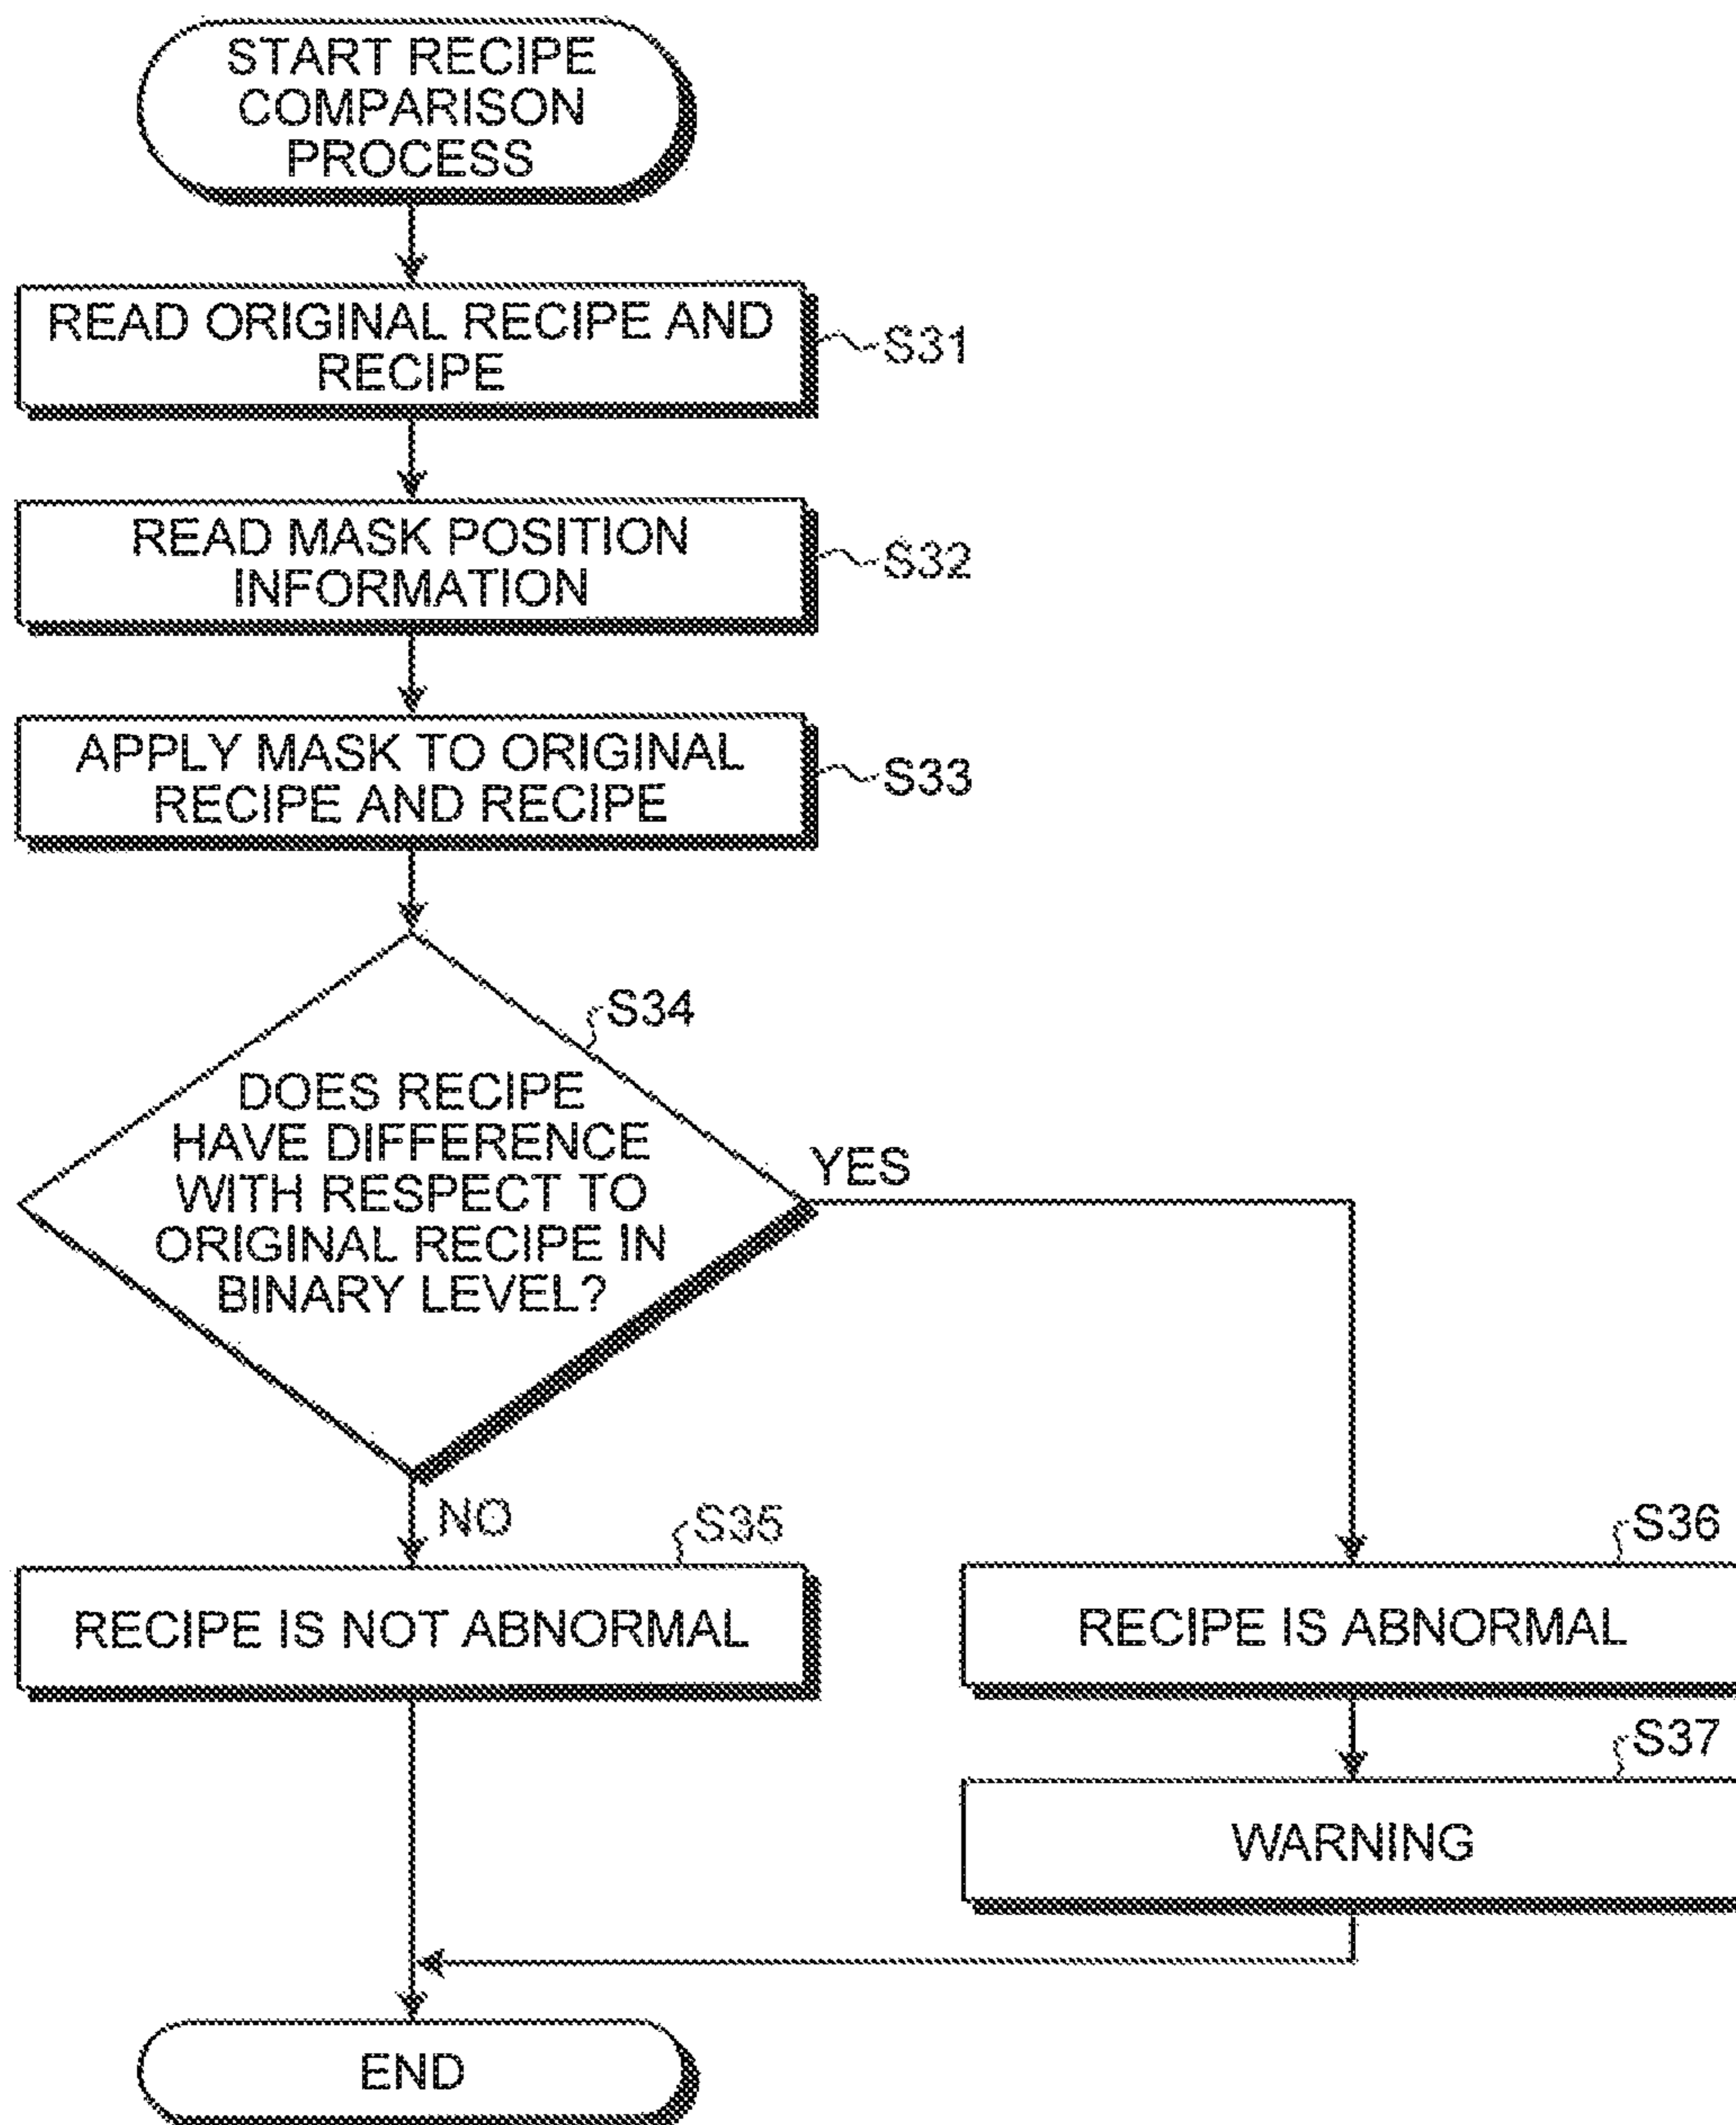 START RECIPE
COMPARISON
PROCESS
READ ORIGINAL RECIPE AND
RECIPE
S31
READ MASK POSITION
INFORMATION
S32
APPLY MASK TO ORIGINAL
RECIPE AND RECIPE
S33
S34
DOES RECIPE
HAVE DIFFERENCE
WITH RESPECT TO
ORIGINAL RECIPE IN
BINARY LEVEL?
YES
NO
S35
RECIPE IS NOT ABNORMAL
S36
RECIPE IS ABNORMAL
S37
WARNING
END